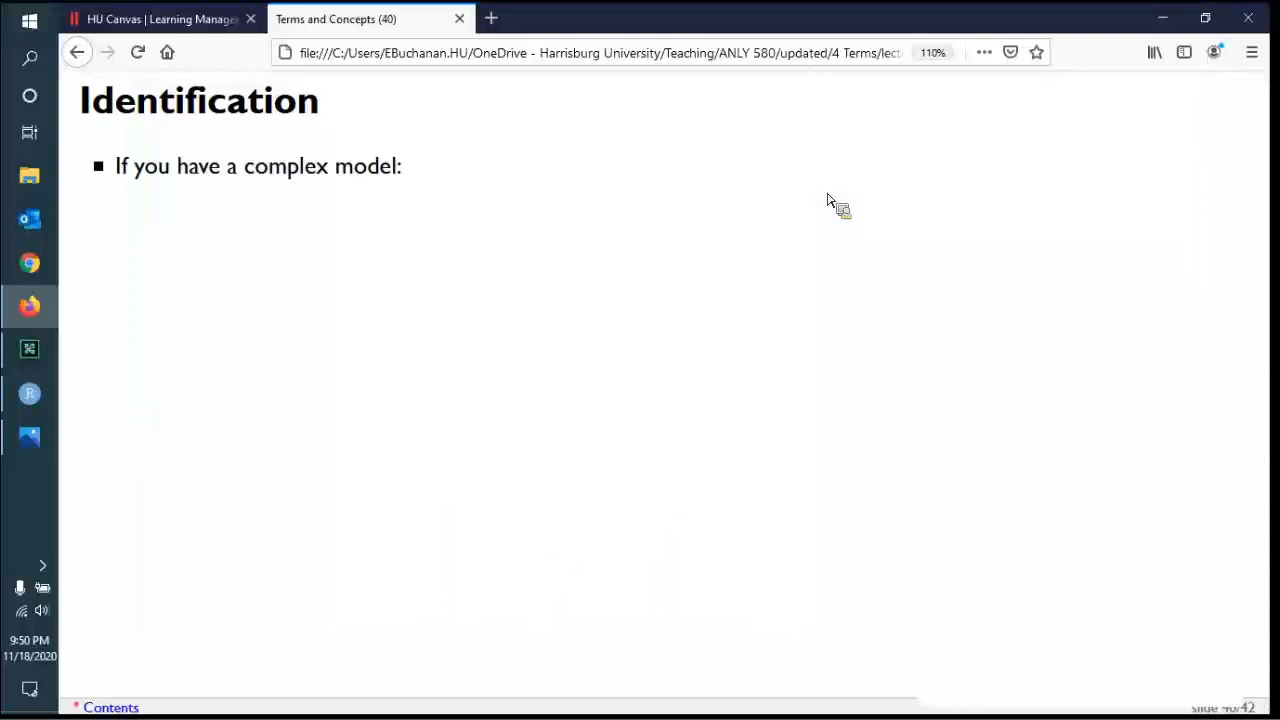 HU Canvas | Learning Manage
Terms and Concepts (40)
file:///C:/Users/EBuchanan.HU/OneDrive - Harrisburg University/Teaching/ANLY 580/updated/4 Terms/lect
110%
Identification
If you have a complex model:
9:50 PM
11/18/2020
* Contents
slide 40/42